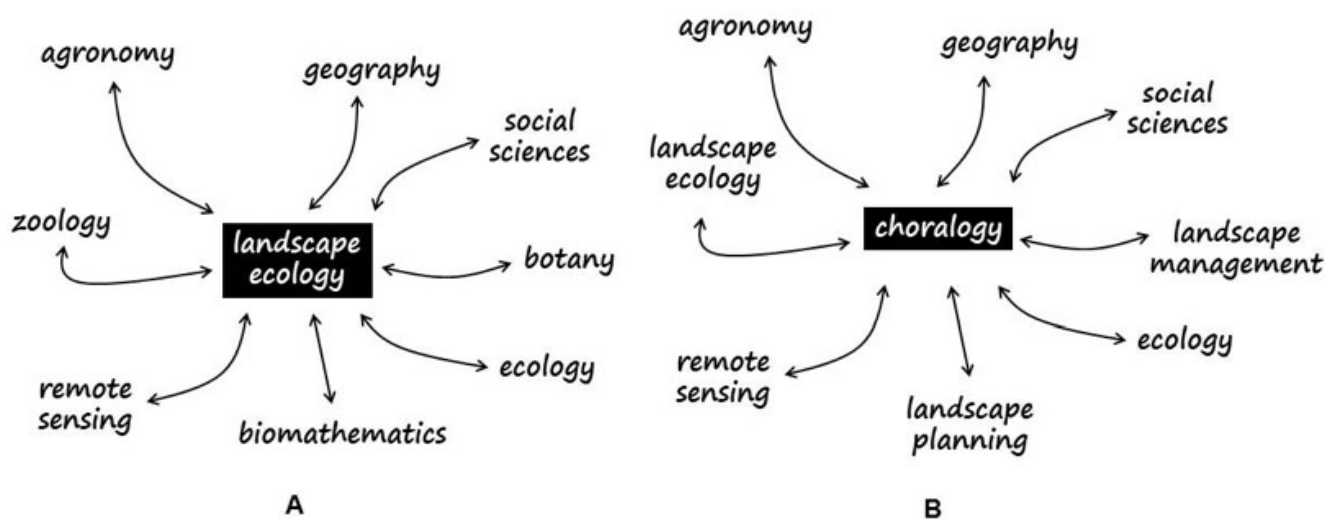 agronomy
geography
social
sciences
zoology
landscape
ecology
botany
ecology
remote
sensing
biomathematics
A
agronomy
geography
social
sciences
landscape
ecology
choralogy
landscape
management
ecology
remote
sensing
landscape
planning
B